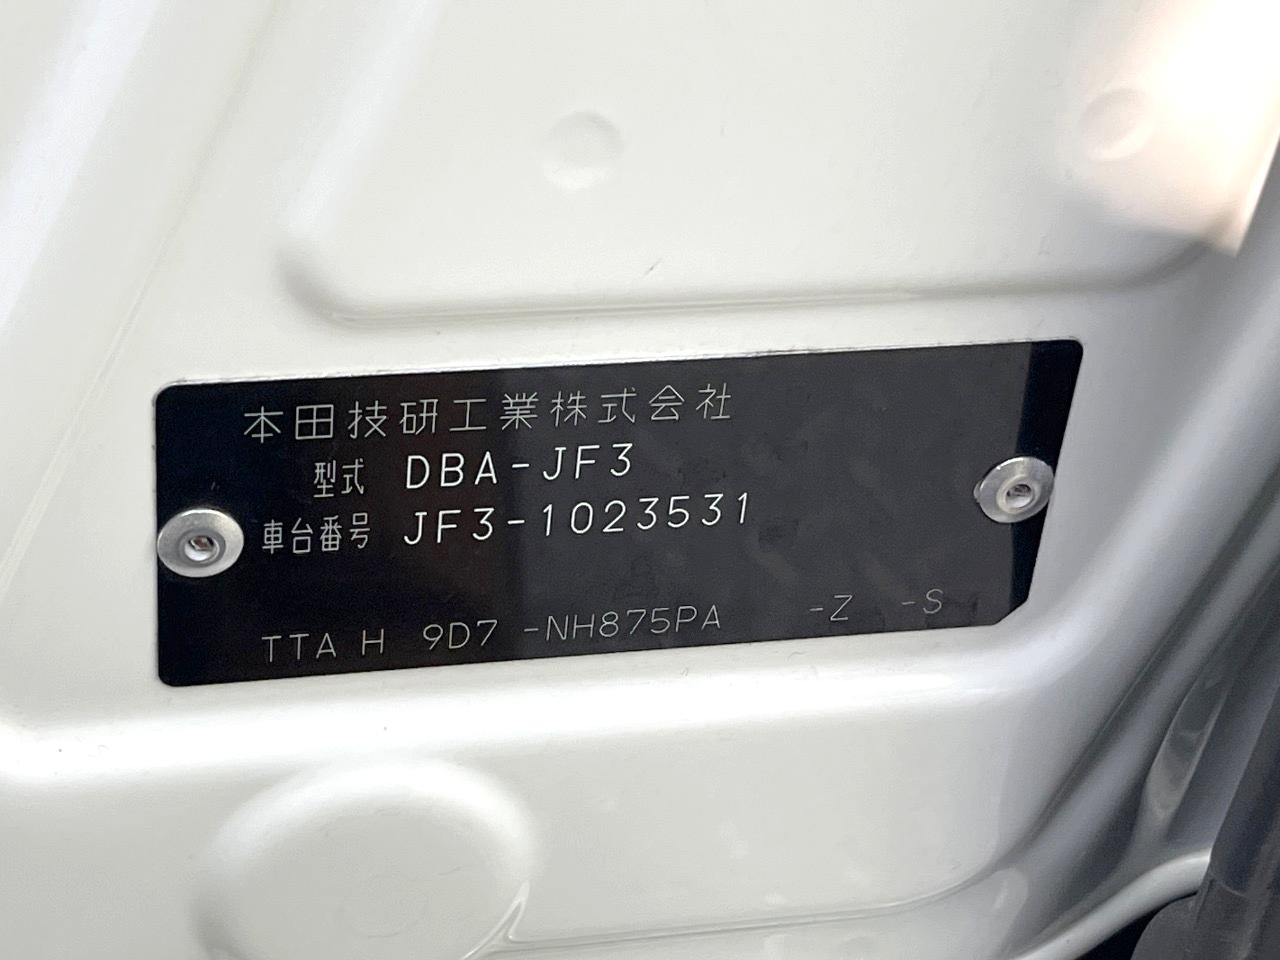 本田技研工業株式会社
型式 DBA-JF3
車台番号 JF3-1023531
TTA H 9D7 -NH875PA -Z -S